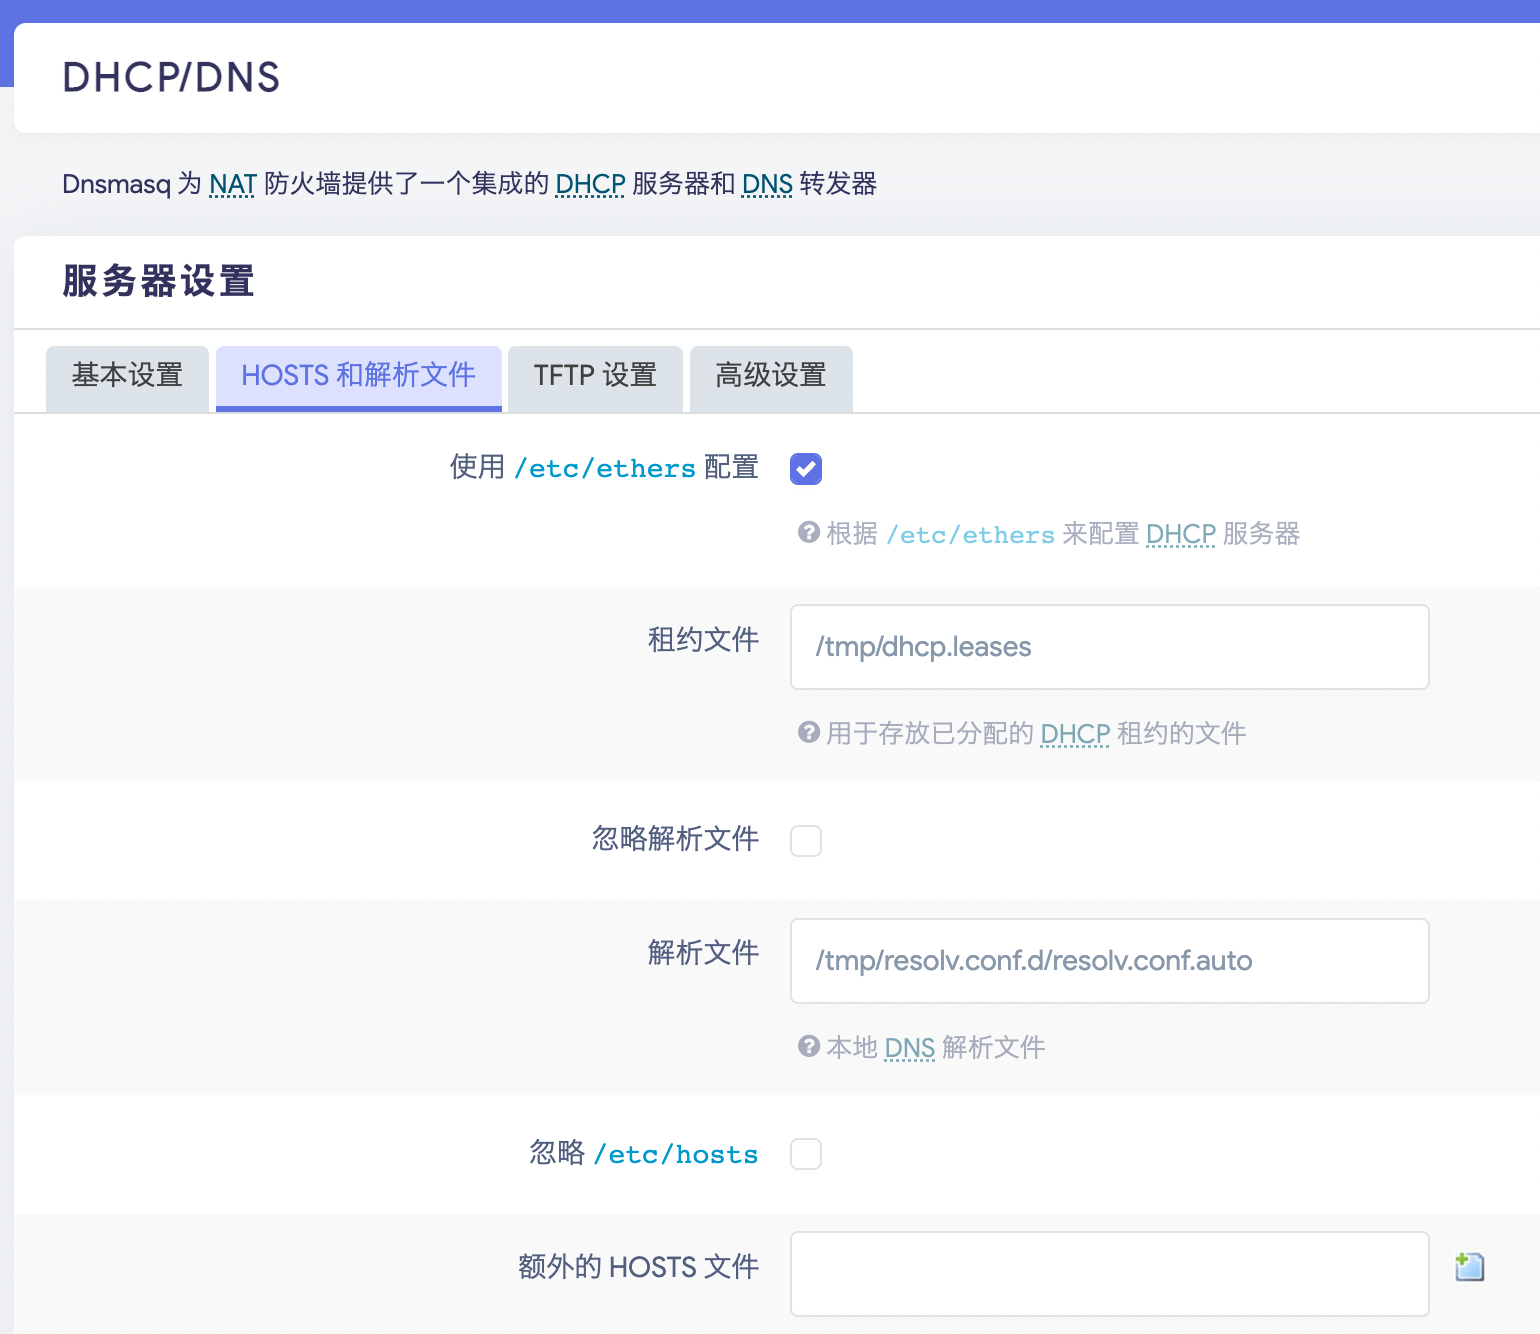 DHCP/DNS
Dnsmasq 为 NAT 防火墙提供了一个集成的 DHCP 服务器和 DNS 转发器
服务器设置
基本设置 HOSTS 和解析文件 TFTP 设置 高级设置
使用 /etc/ethers 配置
根据 /etc/ethers 来配置 DHCP 服务器
租约文件 /tmp/dhcp.leases
用于存放已分配的 DHCP 租约的文件
忽略解析文件
解析文件 /tmp/resolv.conf.d/resolv.conf.auto
本地 DNS 解析文件
忽略 /etc/hosts
额外的 HOSTS 文件